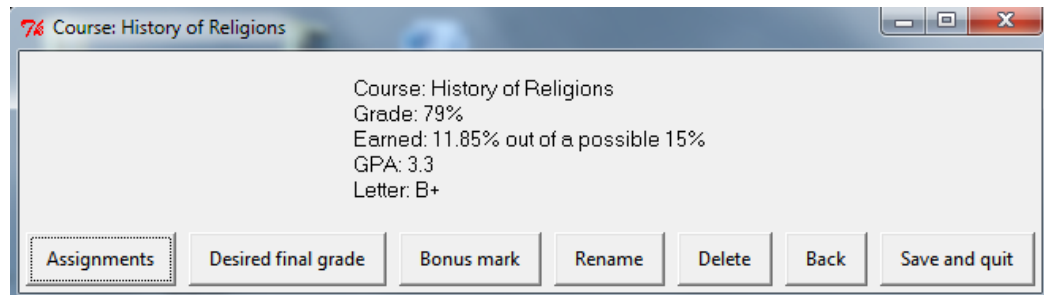 Course: History of Religions
Course: History of Religions
Grade: 79%
Earned: 11.85% out of a possible 15%
GPA: 3.3
Letter: B+
Assignments Desired final grade Bonus mark Rename Delete Back Save and quit